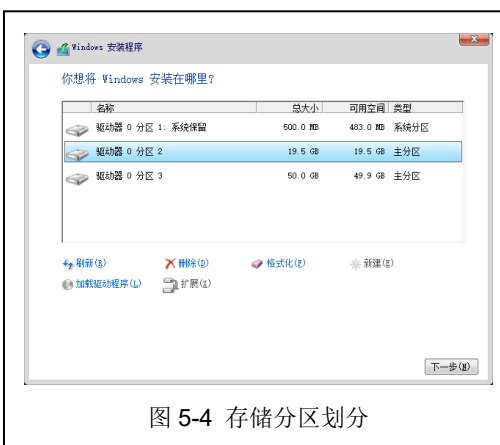 Windows 安装程序
你想将 Windows 安装在哪里?
名称 总大小 可用空间 类型
驱动器 0 分区 1: 系统保留 500.0 MB 483.0 MB 系统分区
驱动器 0 分区 2 19.5 GB 19.5 GB 主分区
驱动器 0 分区 3 50.0 GB 49.9 GB 主分区
刷新(R) 删除(D) 格式化(F) 新建(E)
加载驱动程序(L) 扩展(X)
下一步(N)
图 5-4 存储分区划分